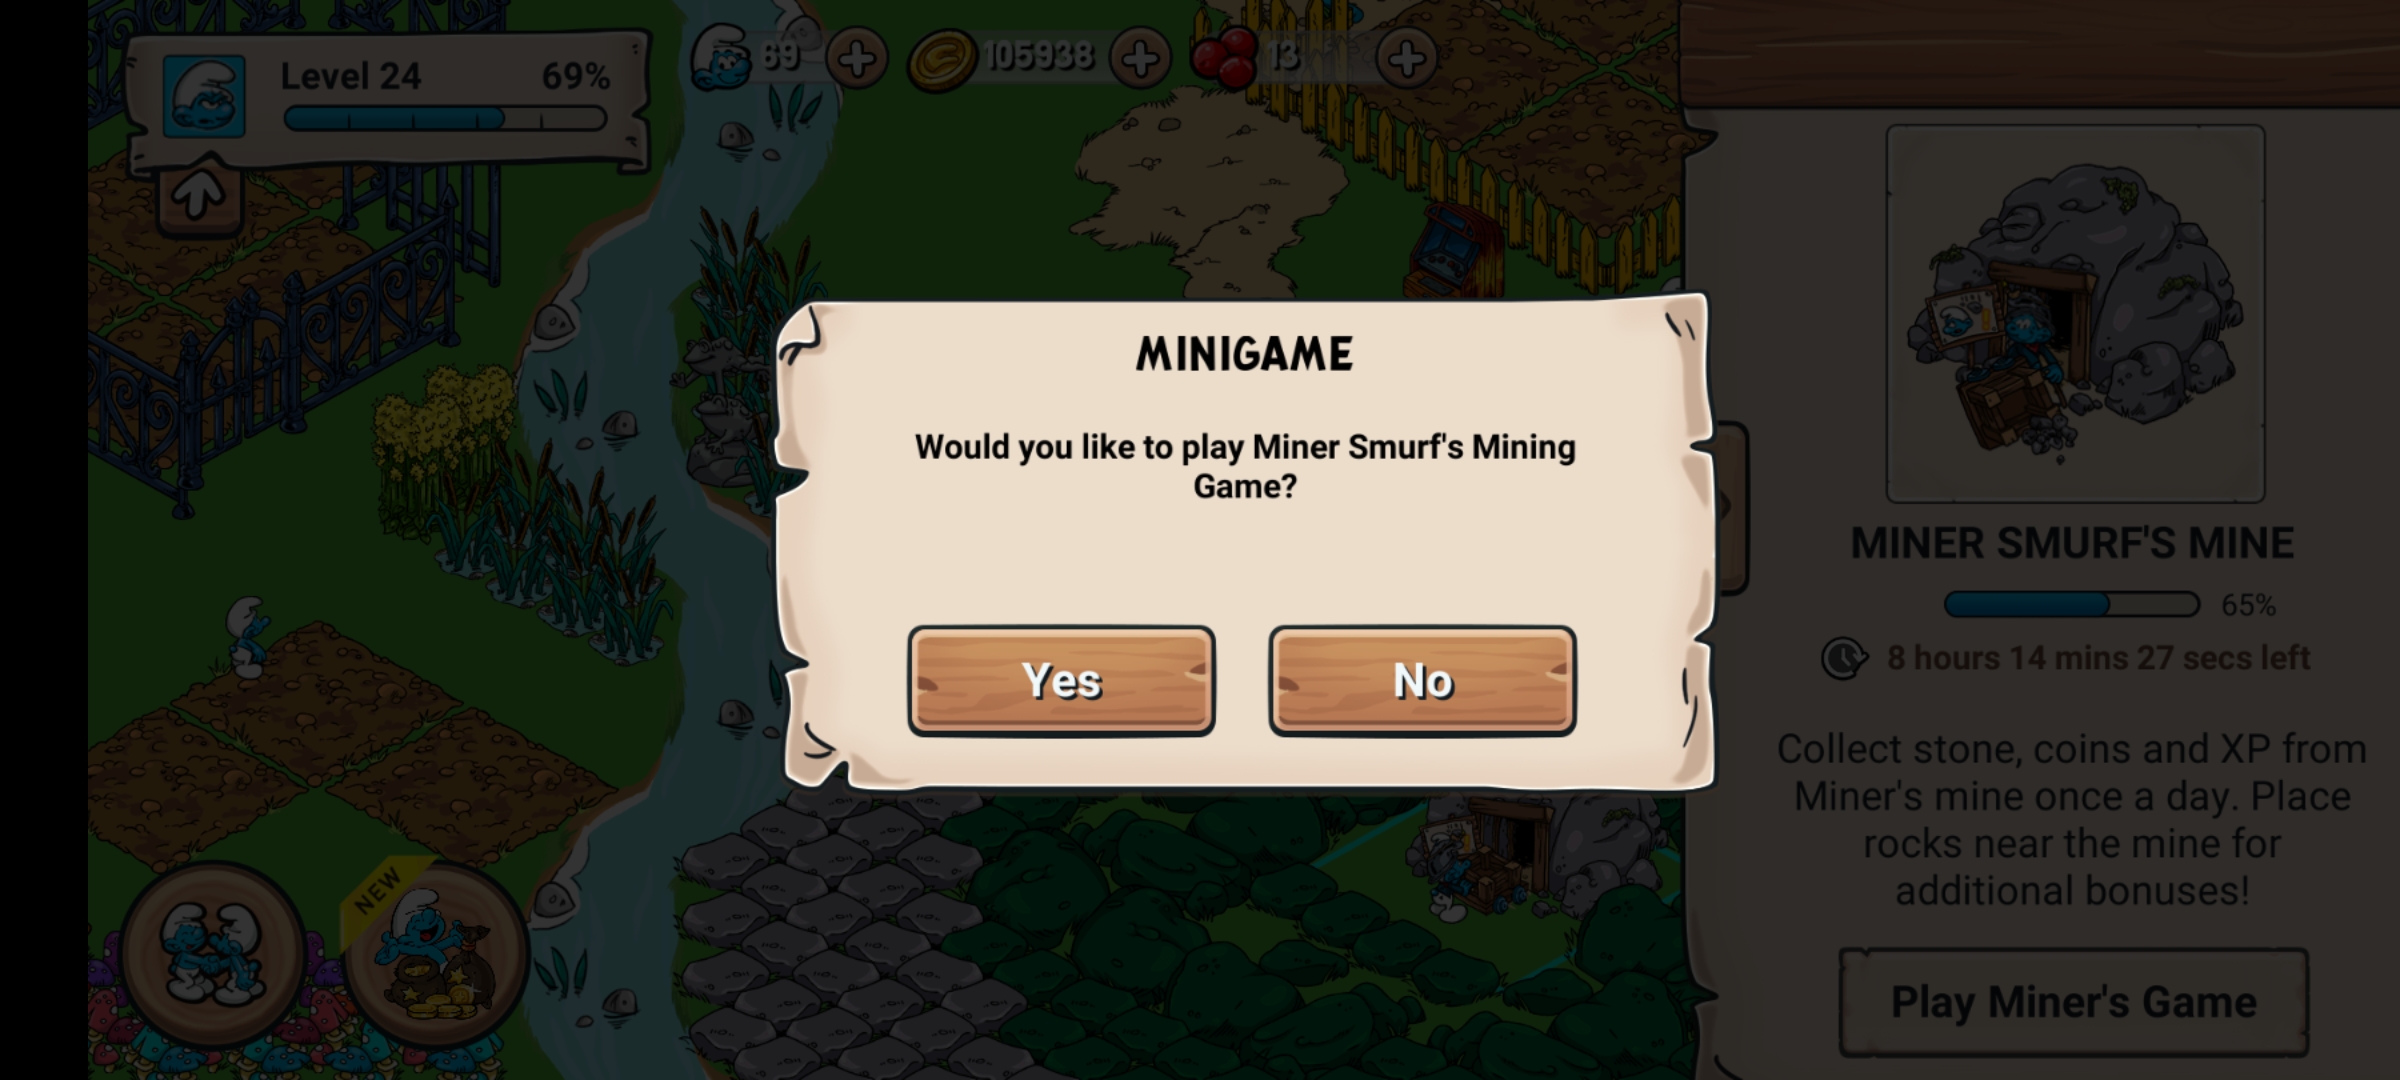 Level 24
69%
69
105938
13
MINIGAME
Would you like to play Miner Smurf's Mining
Game?
Yes
No
MINER SMURF'S MINE
65%
8 hours 14 mins 27 secs left
Collect stone, coins and XP from
Miner's mine once a day. Place
rocks near the mine for
additional bonuses!
Play Miner's Game
NEW